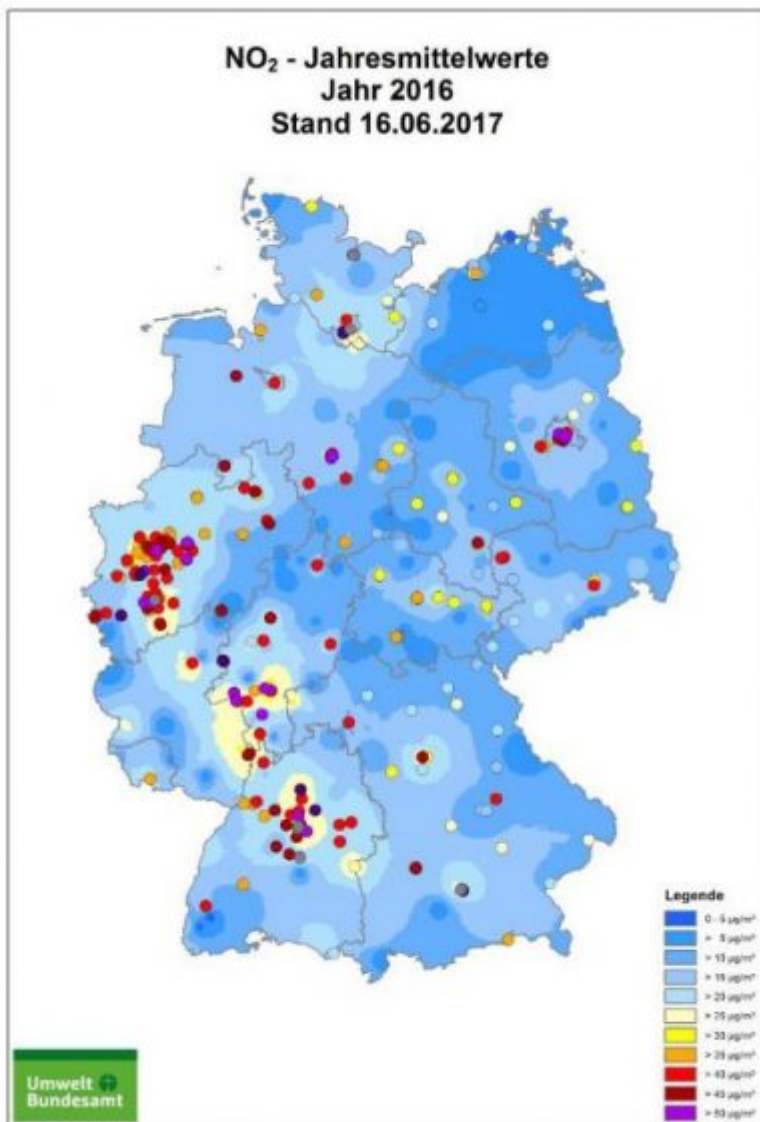 NO₂ - Jahresmittelwerte
Jahr 2016
Stand 16.06.2017
Legende
0 - 5 µg/m³
> 5 µg/m³
> 10 µg/m³
> 15 µg/m³
> 20 µg/m³
> 25 µg/m³
> 30 µg/m³
> 35 µg/m³
> 40 µg/m³
> 45 µg/m³
> 50 µg/m³
Umwelt
Bundesamt